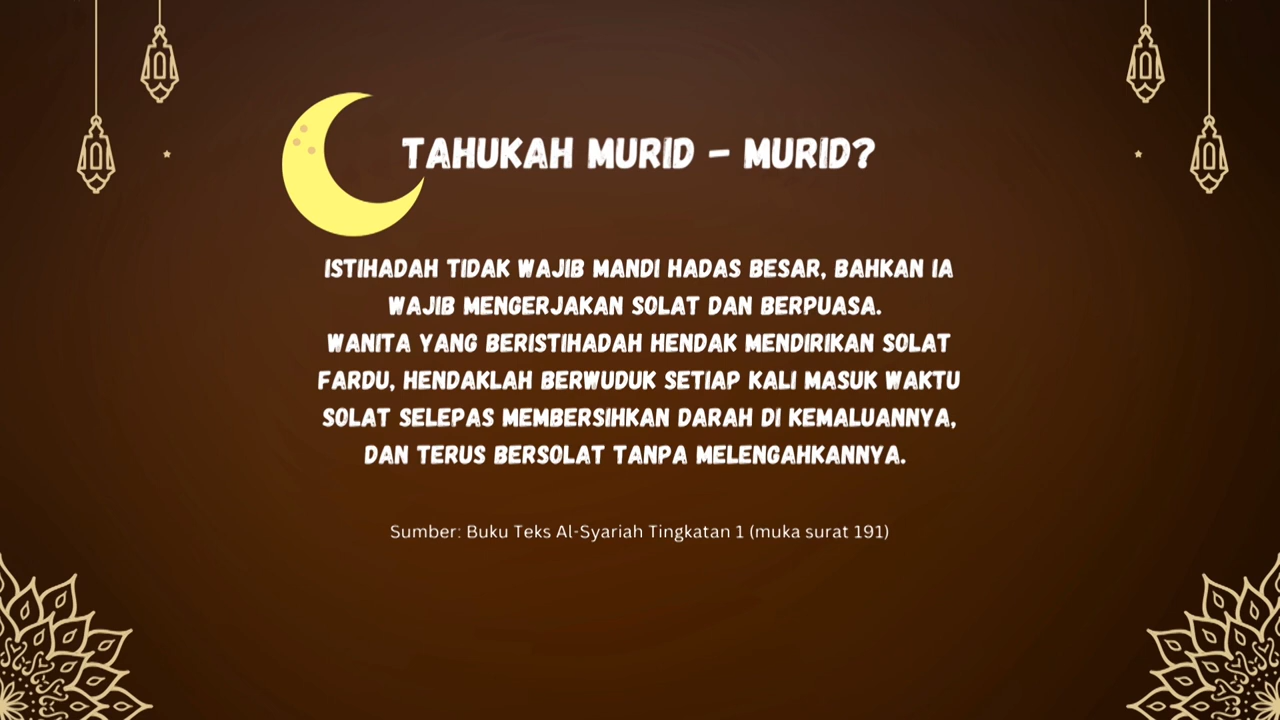 TAHUKAH MURID - MURID?
ISTIHADAH TIDAK WAJIB MANDI HADAS BESAR, BAHKAN IA
WAJIB MENGERJAKAN SOLAT DAN BERPUASA.
WANITA YANG BERISTIHADAH HENDAK MENDIRIKAN SOLAT
FARDU, HENDAKLAH BERWUDUK SETIAP KALI MASUK WAKTU
SOLAT SELEPAS MEMBERSIHKAN DARAH DI KEMALUANNYA,
DAN TERUS BERSOLAT TANPA MELENGAHKANNYA.
Sumber: Buku Teks Al-Syariah Tingkatan 1 (muka surat 191)